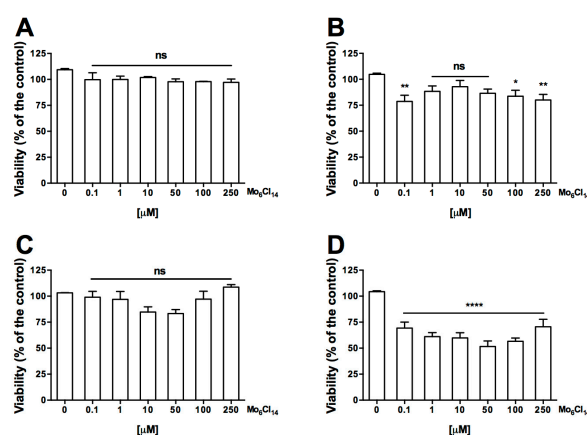 A
ns
Viability (% of the control)
125
100
75
50
25
0
0 0.1 1 10 50 100 250 Mo6Cl14
[µM]
B
** ns * **
Viability (% of the control)
125
100
75
50
25
0
0 0.1 1 10 50 100 250 Mo6Cl1
[µM]
C
ns
Viability (% of the control)
125
100
75
50
25
0
0 0.1 1 10 50 100 250 Mo6Cl14
[µM]
D
****
Viability (% of the control)
125
100
75
50
25
0
0 0.1 1 10 50 100 250 Mo6Cl1
[µM]